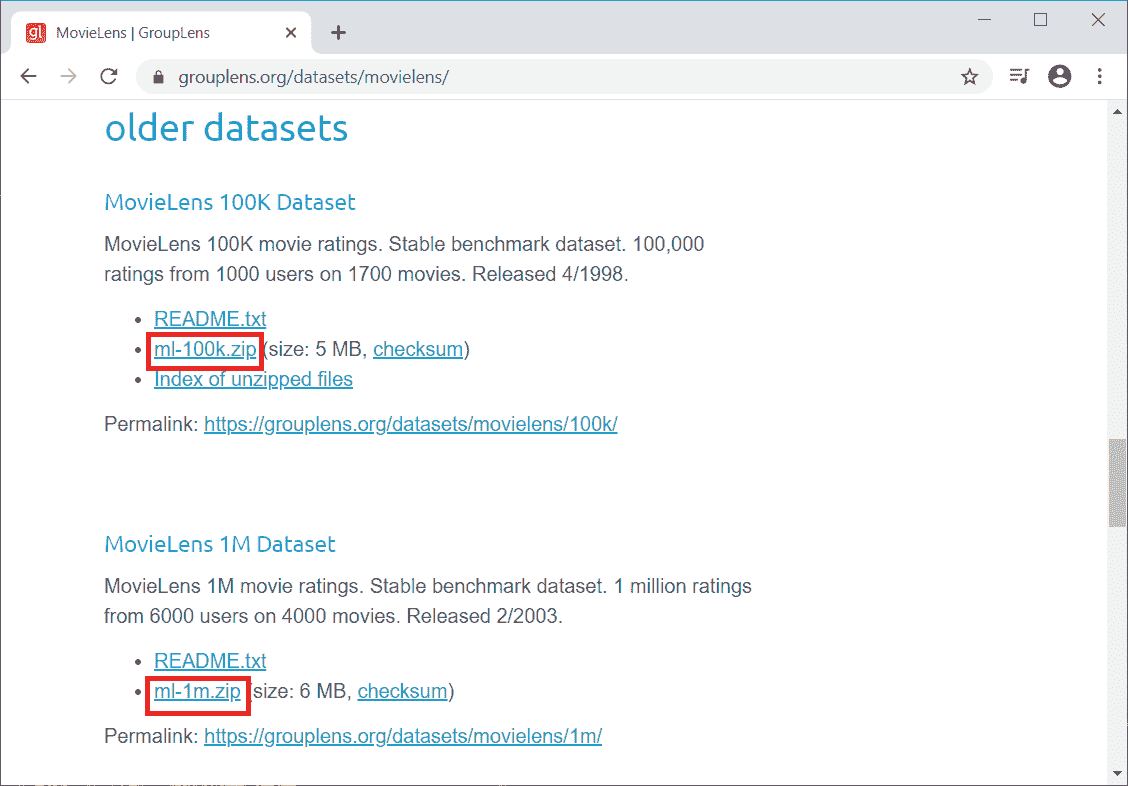 gl MovieLens | GroupLens
grouplens.org/datasets/movielens/
older datasets
MovieLens 100K Dataset
MovieLens 100K movie ratings. Stable benchmark dataset. 100,000
ratings from 1000 users on 1700 movies. Released 4/1998.
README.txt
ml-100k.zip (size: 5 MB, checksum)
Index of unzipped files
Permalink: https://grouplens.org/datasets/movielens/100k/
MovieLens 1M Dataset
MovieLens 1M movie ratings. Stable benchmark dataset. 1 million ratings
from 6000 users on 4000 movies. Released 2/2003.
README.txt
ml-1m.zip (size: 6 MB, checksum)
Permalink: https://grouplens.org/datasets/movielens/1m/